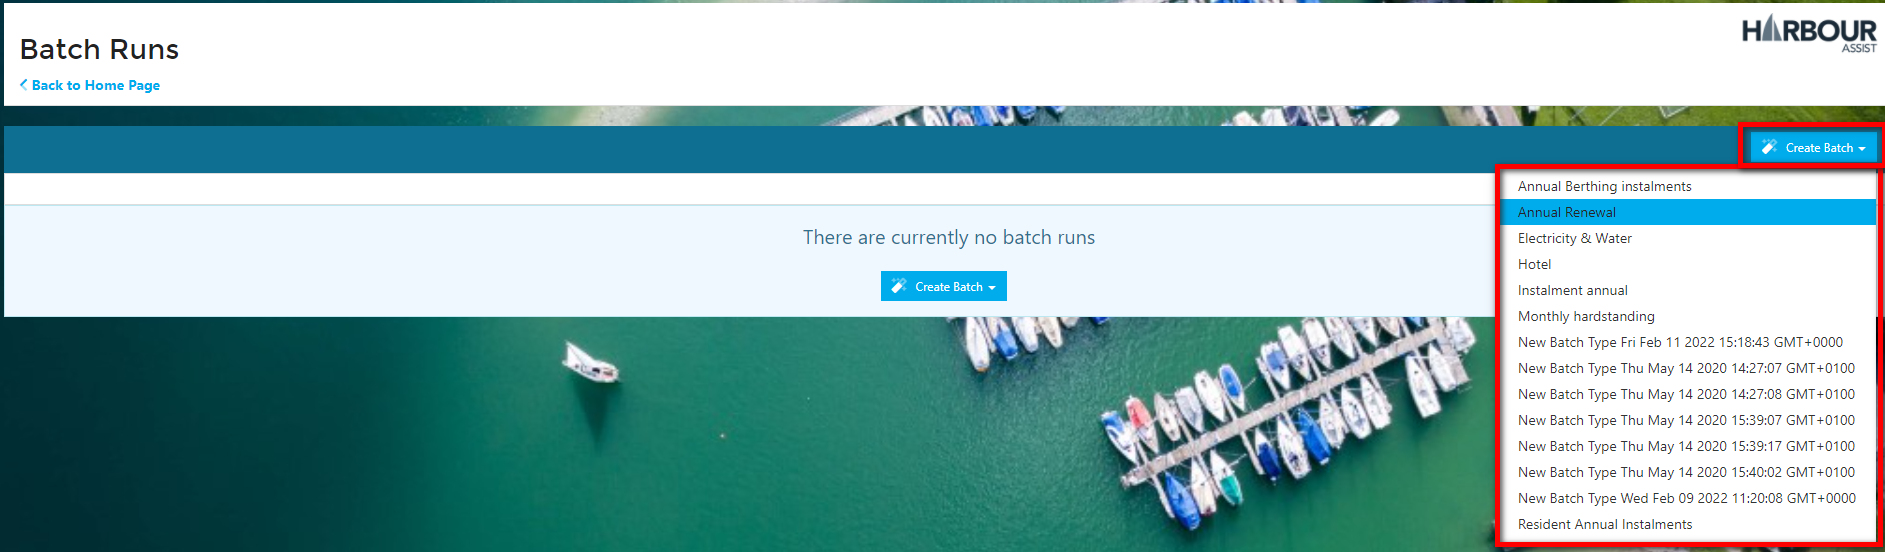 Batch Runs
HARBOUR
ASSIST
Back to Home Page
Create Batch
Annual Berthing instalments
Annual Renewal
Electricity & Water
Hotel
Instalment annual
Monthly hardstanding
New Batch Type Fri Feb 11 2022 15:18:43 GMT+0000
New Batch Type Thu May 14 2020 14:27:07 GMT+0100
New Batch Type Thu May 14 2020 14:27:08 GMT+0100
New Batch Type Thu May 14 2020 15:39:07 GMT+0100
New Batch Type Thu May 14 2020 15:39:17 GMT+0100
New Batch Type Thu May 14 2020 15:40:02 GMT+0100
New Batch Type Wed Feb 09 2022 11:20:08 GMT+0000
Resident Annual Instalments
There are currently no batch runs
Create Batch